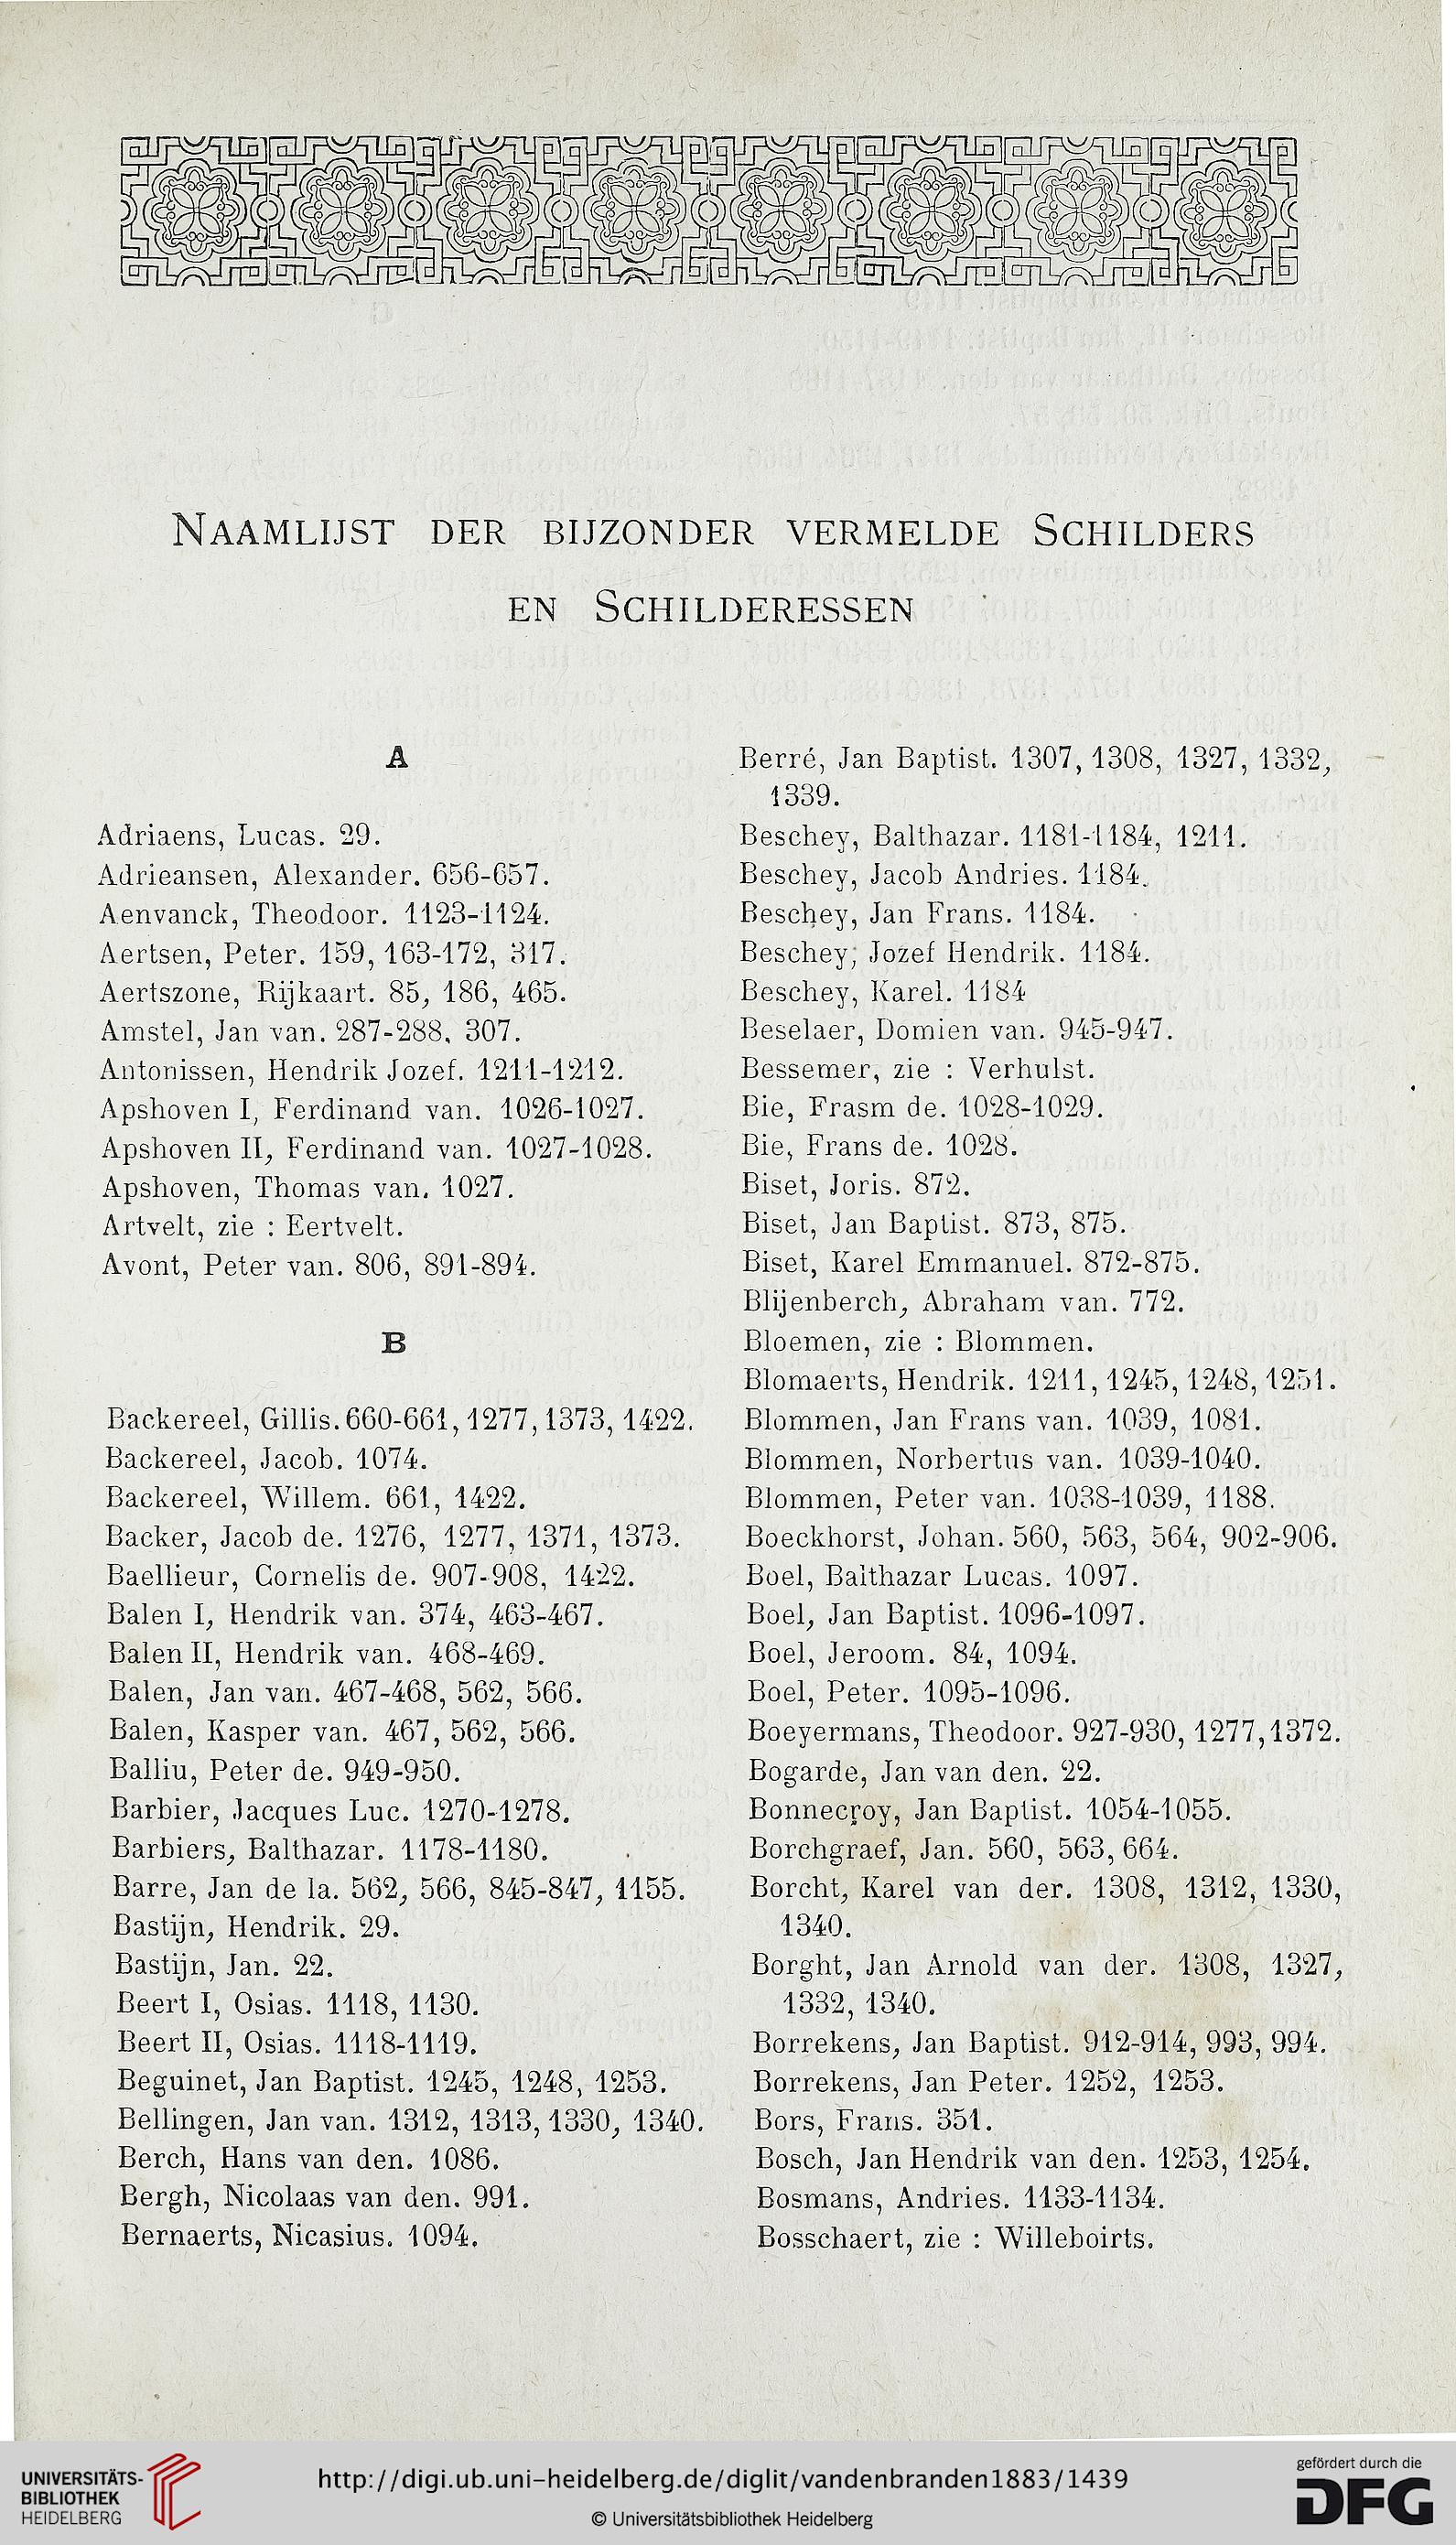 Naamlijst der bijzonder vermelde Schilders
en Schilderessen
A
Adriaens, Lucas. 29.
Adrieansen, Alexander. 656-657.
Aenvanck, Theodoor. 1123-1124.
Aertsen, Peter. 159, 163-172, 317.
Aertszone, Rijkaart. 85, 186, 465.
Amstel, Jan van. 287-288, 307.
Antonissen, Hendrik Jozef. 1211-1212.
Apshoven I, Ferdinand van. 1026-1027.
Apshoven II, Ferdinand van. 1027-1028.
Apshoven, Thomas van. 1027.
Artvelt, zie : Eertvelt.
Avont, Peter van. 806, 891-894.
B
Backereel, Gillis. 660-661, 1277, 1373, 1422.
Backereel, Jacob. 1074.
Backereel, Willem. 661, 1422.
Backer, Jacob de. 1276, 1277, 1371, 1373.
Baellieur, Cornelis de. 907-908, 1422.
Balen I, Hendrik van. 374, 463-467.
Balen II, Hendrik van. 468-469.
Balen, Jan van. 467-468, 562, 566.
Balen, Kasper van. 467, 562, 566.
Balliu, Peter de. 949-950.
Barbier, Jacques Luc. 1270-1278.
Barbiers, Balthazar. 1178-1180.
Barre, Jan de la. 562, 566, 845-847, 1155.
Bastijn, Hendrik. 29.
Bastijn, Jan. 22.
Beert I, Osias. 1118, 1130.
Beert II, Osias. 1118-1119.
Beguinet, Jan Baptist. 1245, 1248, 1253.
Bellingen, Jan van. 1312, 1313, 1330, 1340.
Berch, Hans van den. 1086.
Bergh, Nicolaas van den. 991.
Bernaerts, Nicasius. 1094.
Berré, Jan Baptist. 1307, 1308, 1327, 1332,
1339.
Beschey, Balthazar. 1181-1184, 1211.
Beschey, Jacob Andries. 1184.
Beschey, Jan Frans. 1184.
Beschey, Jozef Hendrik. 1184.
Beschey, Karel. 1184
Beselaer, Domien van. 945-947.
Bessemer, zie : Verhulst.
Bie, Frasm de. 1028-1029.
Bie, Frans de. 1028.
Biset, Joris. 872.
Biset, Jan Baptist. 873, 875.
Biset, Karel Emmanuel. 872-875.
Blijenberch, Abraham van. 772.
Bloemen, zie : Blommen.
Blomaerts, Hendrik. 1211, 1245, 1248, 1251.
Blommen, Jan Frans van. 1039, 1081.
Blommen, Norbertus van. 1039-1040.
Blommen, Peter van. 1038-1039, 1188.
Boeckhorst, Johan. 560, 563, 564, 902-906.
Boel, Balthazar Lucas. 1097.
Boel, Jan Baptist. 1096-1097.
Boel, Jeroom. 84, 1094.
Boel, Peter. 1095-1096.
Boeyermans, Theodoor. 927-930, 1277, 1372.
Bogarde, Jan van den. 22.
Bonnecroy, Jan Baptist. 1054-1055.
Borchgraef, Jan. 560, 563, 664.
Borcht, Karel van der. 1308, 1312, 1330,
1340.
Borght, Jan Arnold van der. 1308, 1327,
1332, 1340.
Borrekens, Jan Baptist. 912-914, 993, 994.
Borrekens, Jan Peter. 1252, 1253.
Bors, Frans. 351.
Bosch, Jan Hendrik van den. 1253, 1254.
Bosmans, Andries. 1133-1134.
Bosschaert, zie : Willeboirts.
UNIVERSITÄTS-
BIBLIOTHEK
HEIDELBERG
http://digi.ub.uni-heidelberg.de/diglit/vandenbranden1883/1439
© Universitätsbibliothek Heidelberg
gefördert durch die
DFG